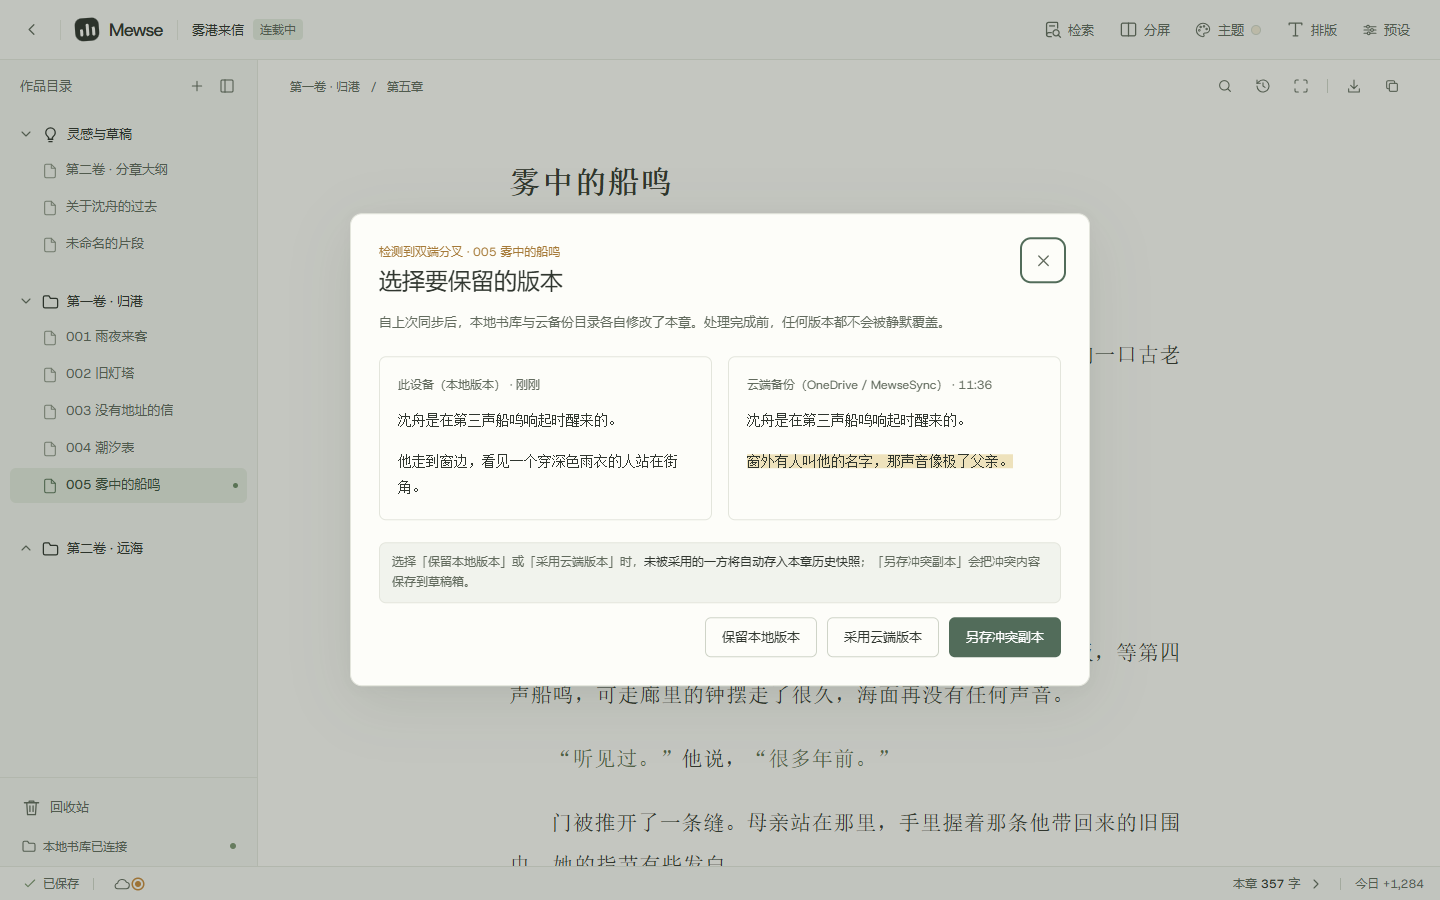 Mewse
雾港来信
连载中
检索
分屏
主题
排版
预设
作品目录
第一卷 · 归港 / 第五章
灵感与草稿
第二卷 · 分章大纲
关于沈舟的过去
未命名的片段
第一卷 · 归港
001 雨夜来客
002 旧灯塔
003 没有地址的信
004 潮汐表
005 雾中的船鸣
第二卷 · 远海
回收站
本地书库已连接
雾中的船鸣
一口古老
检测到双端分叉 · 005 雾中的船鸣
选择要保留的版本
自上次同步后，本地书库与云备份目录各自修改了本章。处理完成前，任何版本都不会被静默覆盖。
此设备（本地版本） · 刚刚
沈舟是在第三声船鸣响起时醒来的。
他走到窗边，看见一个穿深色雨衣的人站在街
角。
云端备份（OneDrive / MewseSync） · 11:36
沈舟是在第三声船鸣响起时醒来的。
窗外有人叫他的名字，那声音像极了父亲。
选择「保留本地版本」或「采用云端版本」时，未被采用的一方将自动存入本章历史快照；「另存冲突副本」会把冲突内容
保存到草稿箱。
保留本地版本
采用云端版本
另存冲突副本
，等第四
声船鸣，可走廊里的钟摆走了很久，海面再没有任何声音。
“听见过。”他说，“很多年前。”
门被推开了一条缝。母亲站在那里，手里握着那条他带回来的旧围
巾，她的指节有些发白。
已保存
本章 357 字
今日 +1,284